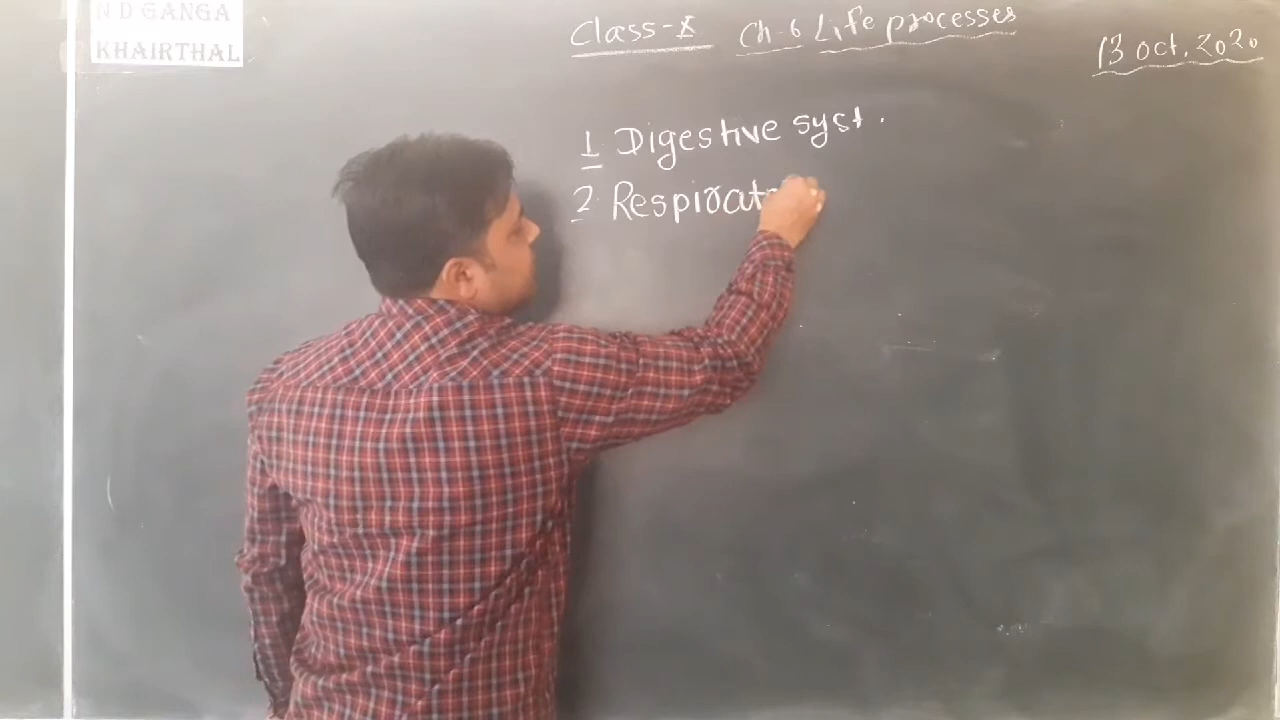 N D GANGA
KHAIRTHAL
Class-X Ch-6 Life processes
13 oct. 2020
1 Digestive syst.
2 Respirat